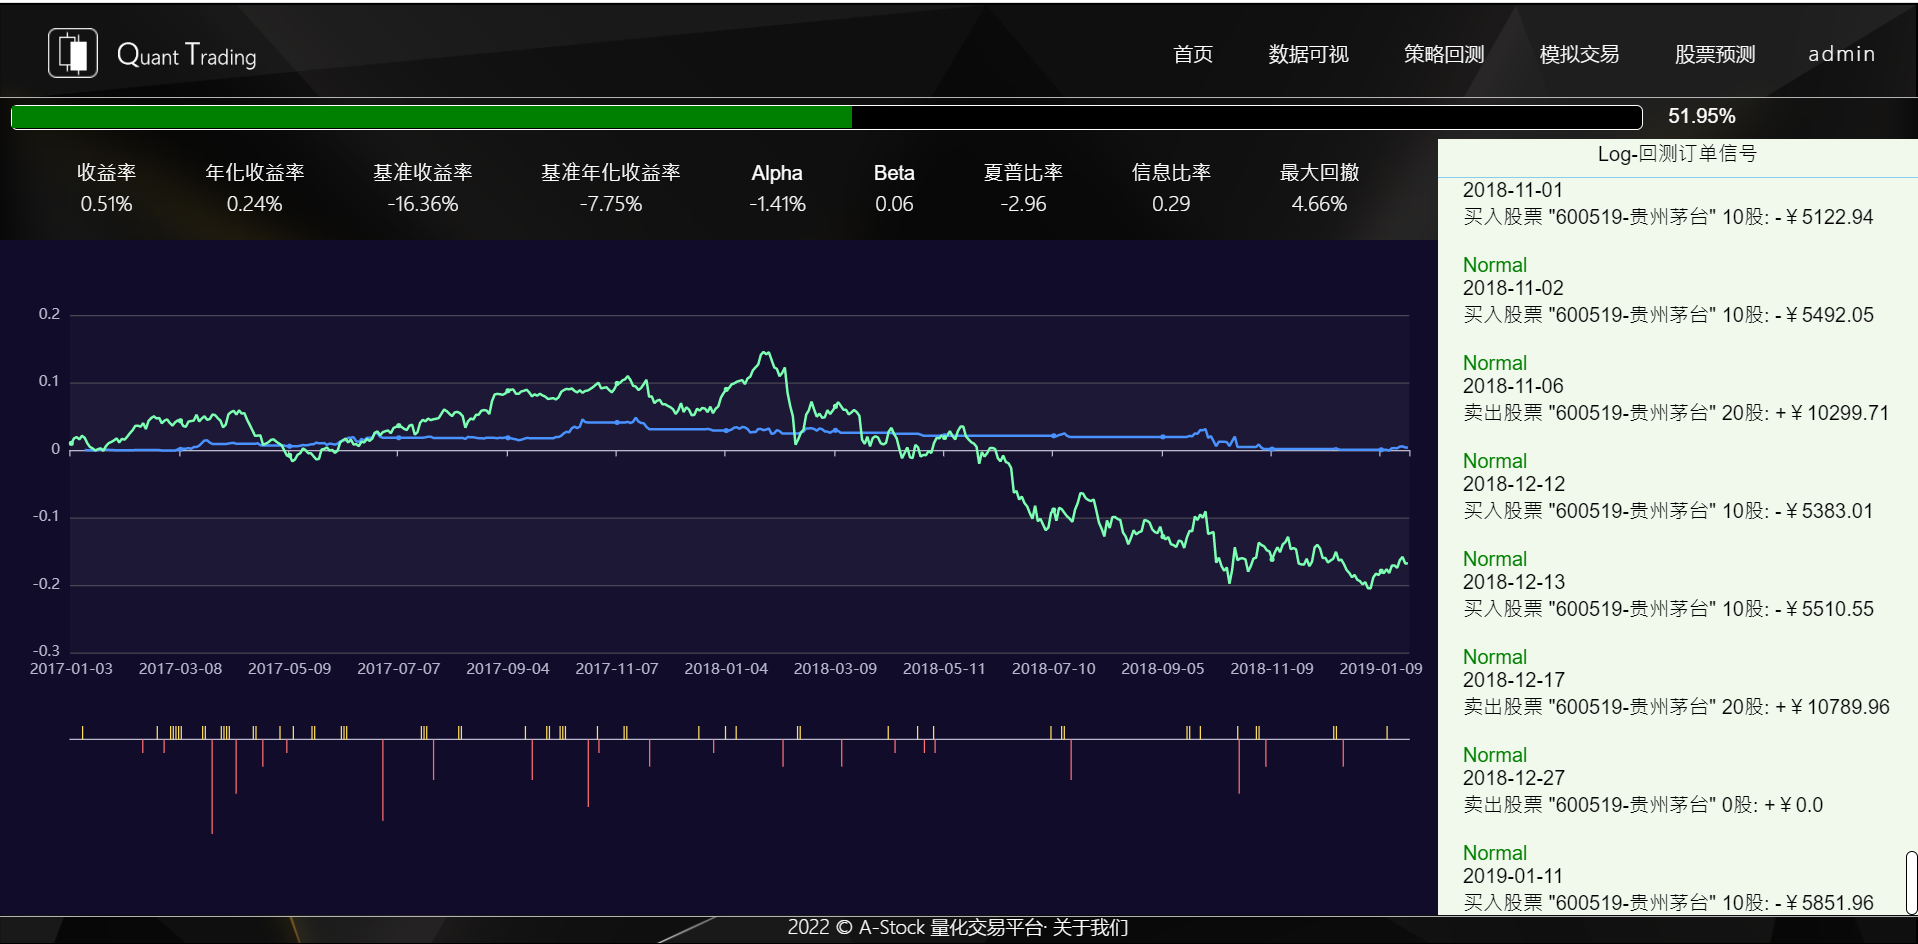 Quant Trading
首页 数据可视 策略回测 模拟交易 股票预测 admin
51.95%
收益率 年化收益率 基准收益率 基准年化收益率 Alpha Beta 夏普比率 信息比率 最大回撤
0.51% 0.24% -16.36% -7.75% -1.41% 0.06 -2.96 0.29 4.66%
0.2
0.1
0
-0.1
-0.2
-0.3
2017-01-03 2017-03-08 2017-05-09 2017-07-07 2017-09-04 2017-11-07 2018-01-04 2018-03-09 2018-05-11 2018-07-10 2018-09-05 2018-11-09 2019-01-09
Log-回测订单信号
2018-11-01
买入股票 "600519-贵州茅台" 10股: -￥5122.94
Normal
2018-11-02
买入股票 "600519-贵州茅台" 10股: -￥5492.05
Normal
2018-11-06
卖出股票 "600519-贵州茅台" 20股: +￥10299.71
Normal
2018-12-12
买入股票 "600519-贵州茅台" 10股: -￥5383.01
Normal
2018-12-13
买入股票 "600519-贵州茅台" 10股: -￥5510.55
Normal
2018-12-17
卖出股票 "600519-贵州茅台" 20股: +￥10789.96
Normal
2018-12-27
卖出股票 "600519-贵州茅台" 0股: +￥0.0
Normal
2019-01-11
买入股票 "600519-贵州茅台" 10股: -￥5851.96
2022 © A-Stock 量化交易平台· 关于我们